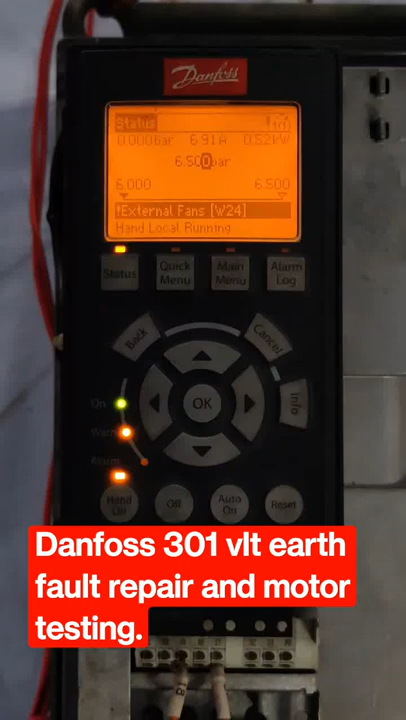 Danfoss
Status
0.000bar 6.91A 0.52kW
6.500bar
6.000 6.500
!External Fans [W24]
Hand Local Running
Status
Quick Menu
Main Menu
Alarm Log
Back
Cancel
OK
Info
On
Warn.
Alarm
Hand On
Off
Auto On
Reset
Danfoss 301 vlt earth
fault repair and motor
testing.